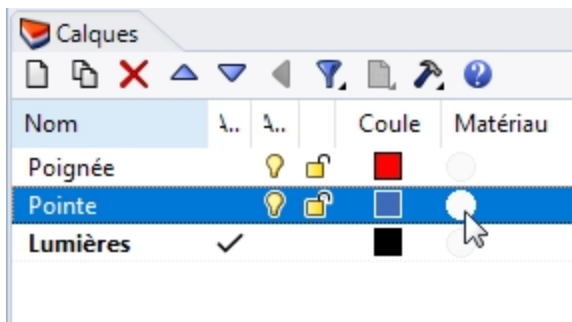 Calques
Nom Coule Matériau
Poignée
Pointe
Lumières